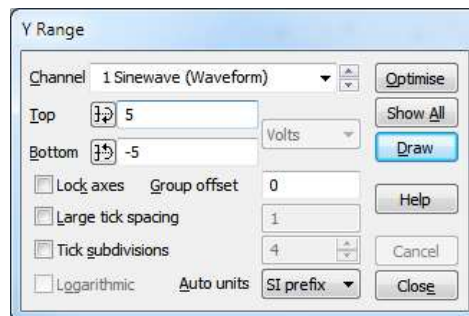 Y Range
Channel 1 Sinewave (Waveform) Optimise
Top 5 Show All
Volts
Bottom -5 Draw
Lock axes Group offset 0
Help
Large tick spacing 1
Tick subdivisions 4 Cancel
Logarithmic Auto units SI prefix Close